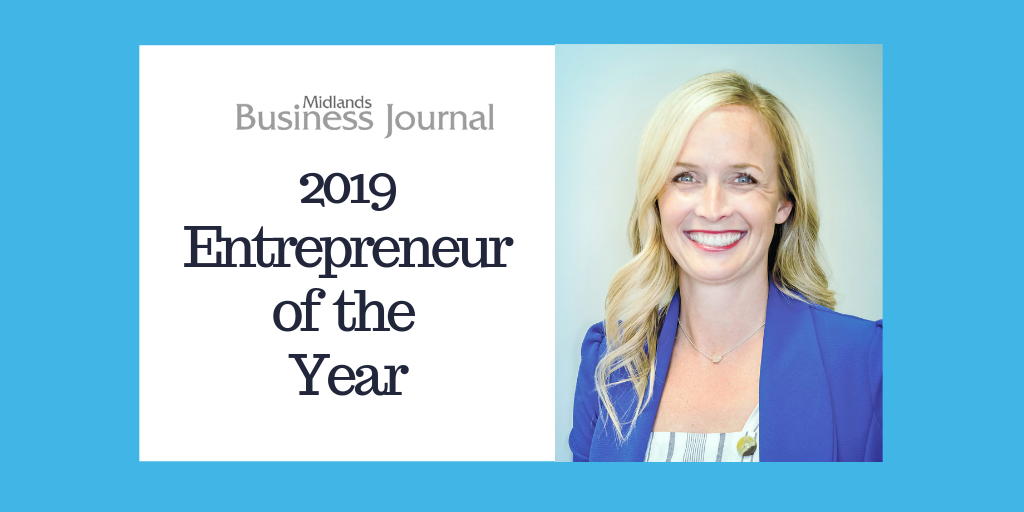 Midlands
Business Journal
2019
Entrepreneur
of the
Year